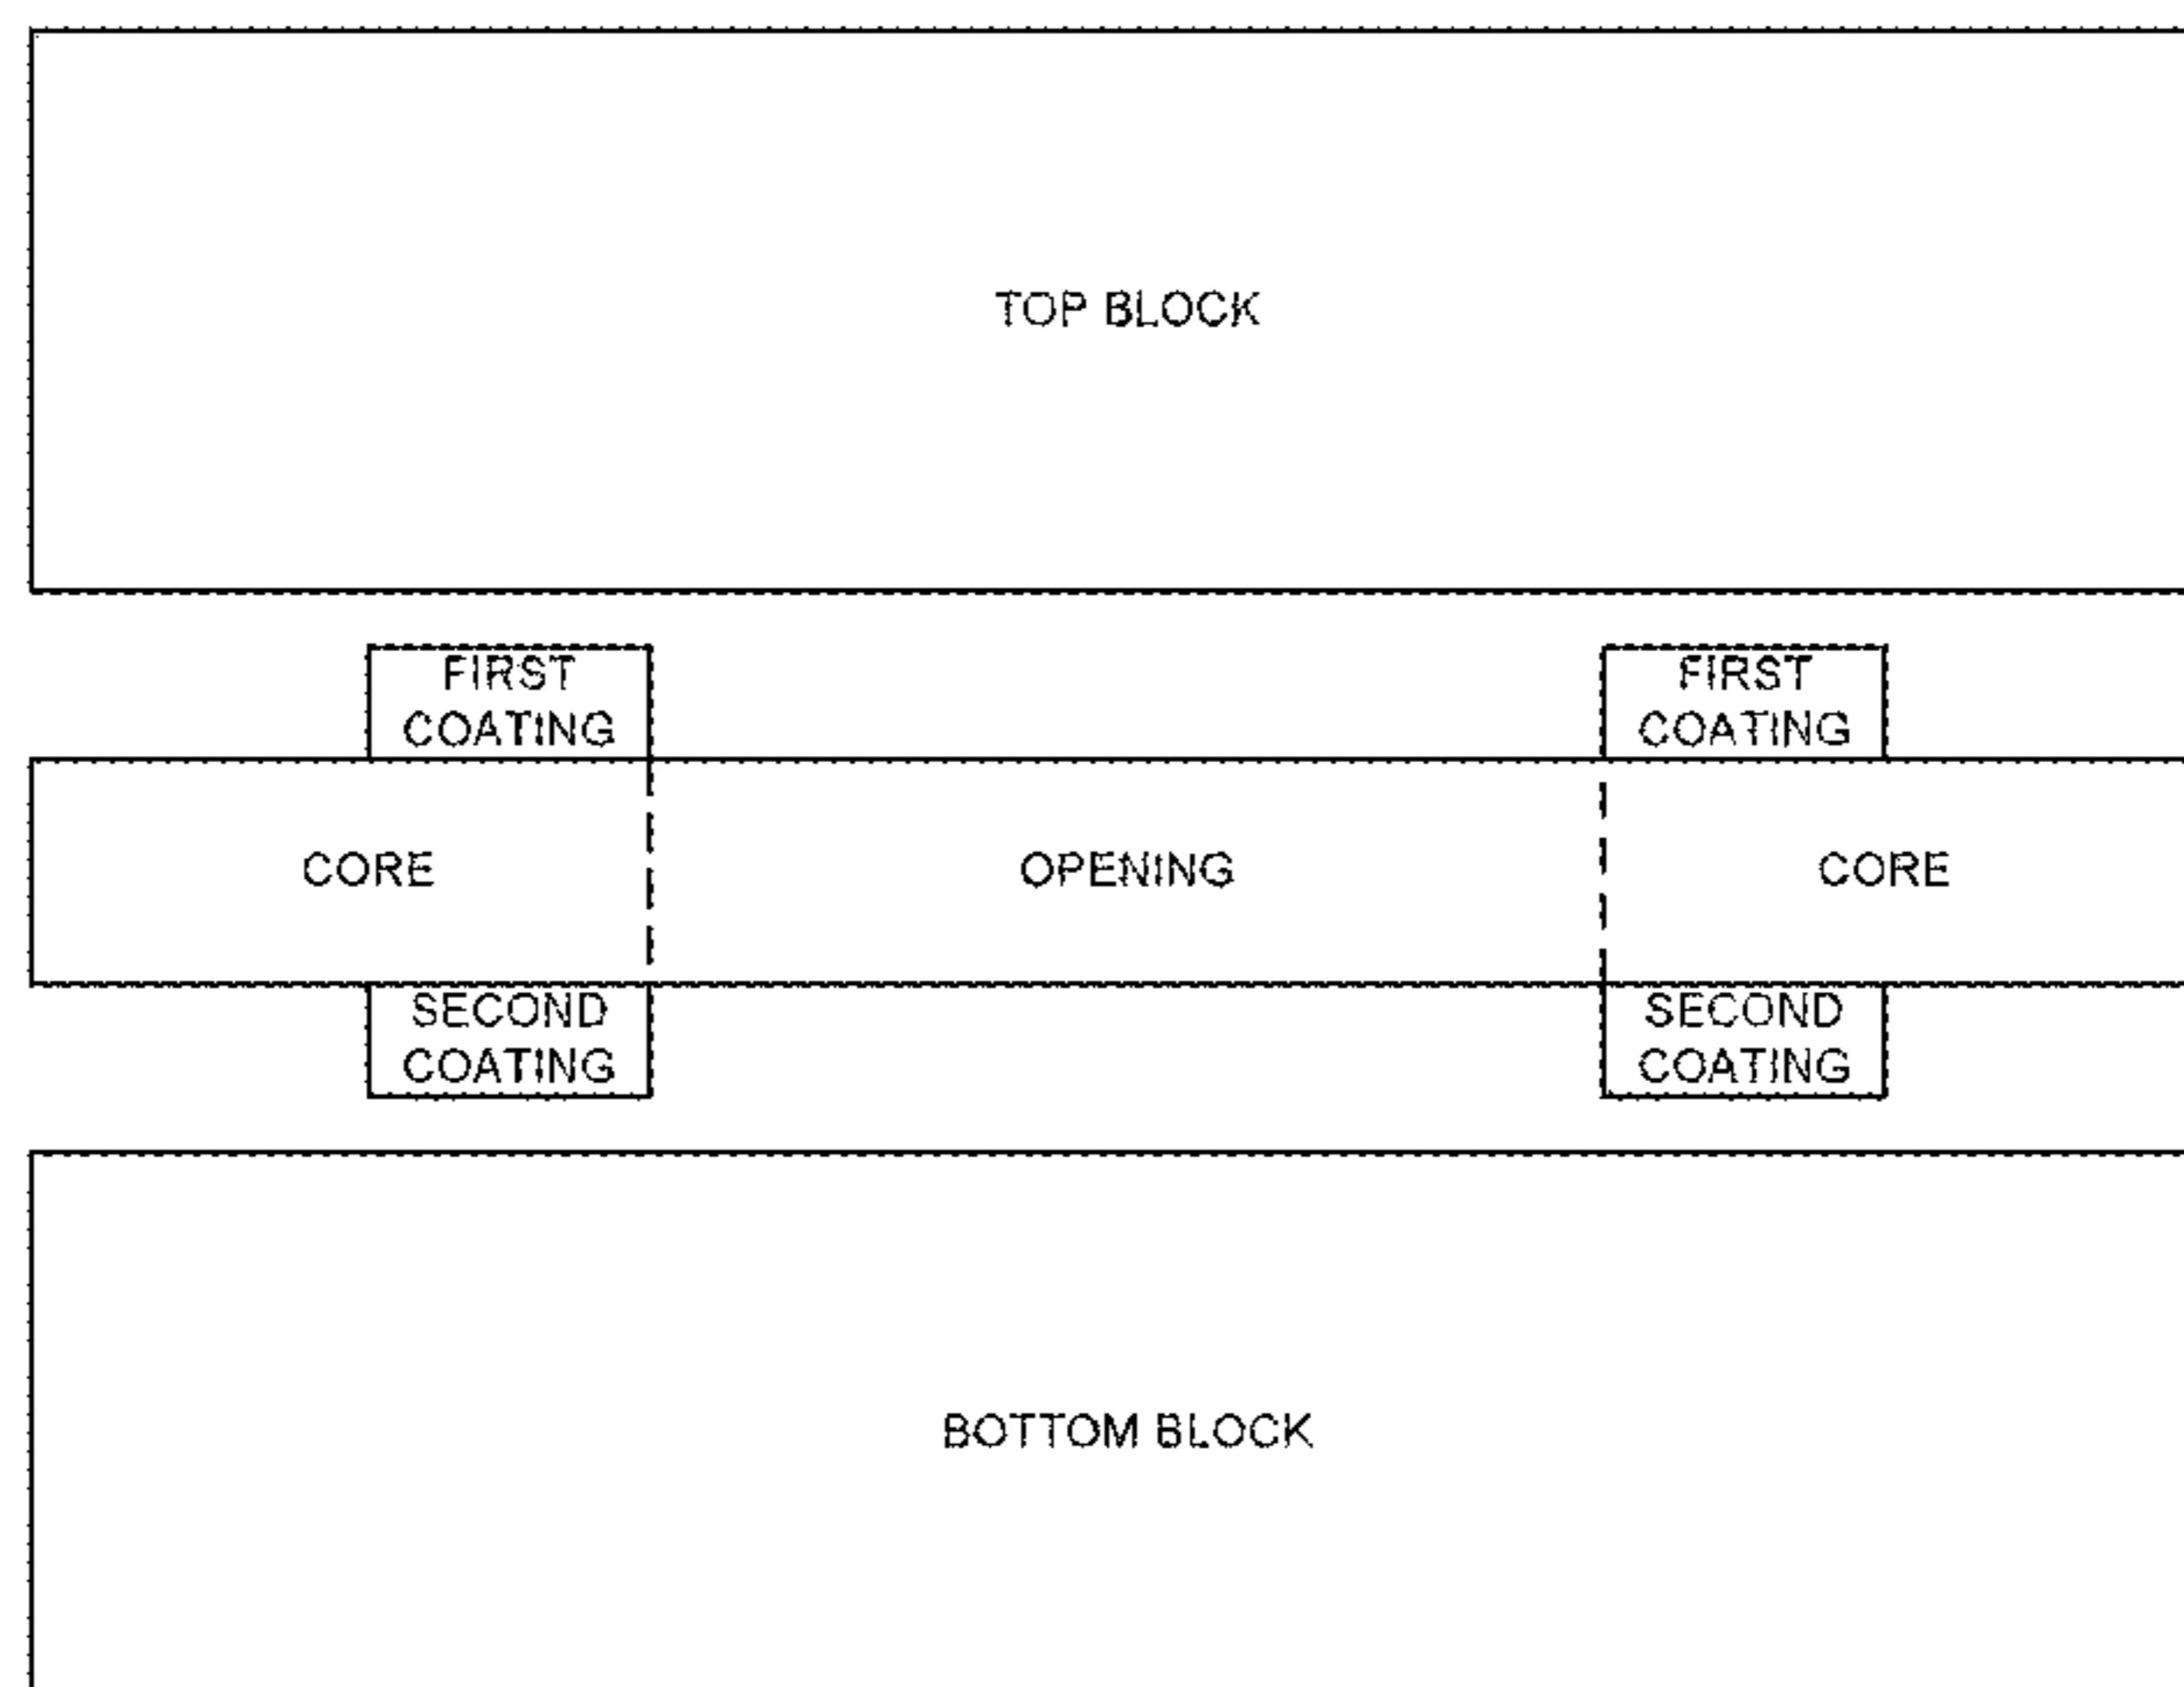 TOP BLOCK
FIRST
COATING
FIRST
COATING
CORE
OPENING
CORE
SECOND
COATING
SECOND
COATING
BOTTOM BLOCK